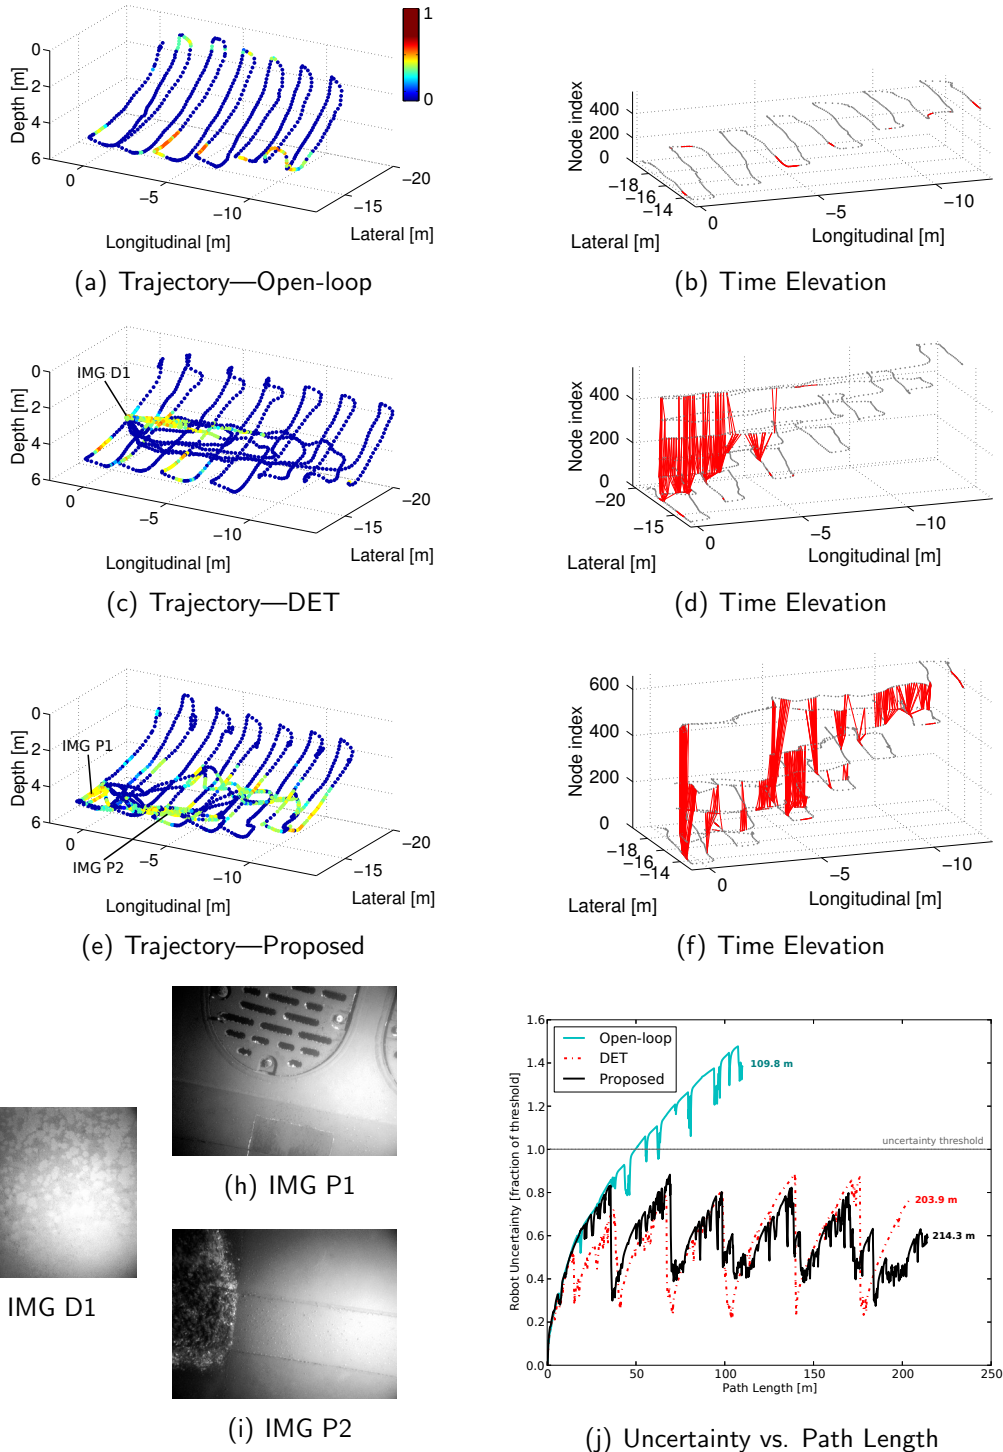 1
0
0
2
4
6
Depth [m]
0
−5
−10
−15
−20
Longitudinal [m]
Lateral [m]
(a) Trajectory—Open-loop
400
200
0
Node index
−18
−16
−14
0
−5
−10
Lateral [m]
Longitudinal [m]
(b) Time Elevation
IMG D1
0
2
4
6
Depth [m]
0
−5
−10
−15
−20
Longitudinal [m]
Lateral [m]
(c) Trajectory—DET
400
200
0
Node index
−20
−15
0
−5
−10
Lateral [m]
Longitudinal [m]
(d) Time Elevation
IMG P1
IMG P2
0
2
4
6
Depth [m]
0
−5
−10
−15
−20
Longitudinal [m]
Lateral [m]
(e) Trajectory—Proposed
600
400
200
0
Node index
−18
−16
−14
0
−5
−10
Lateral [m]
Longitudinal [m]
(f) Time Elevation
IMG D1
(h) IMG P1
(i) IMG P2
1.6
1.4
1.2
1.0
0.8
0.6
0.4
0.2
0.0
Robot Uncertainty [fraction of threshold]
Open-loop
DET
Proposed
109.8 m
uncertainty threshold
203.9 m
214.3 m
0
50
100
150
200
250
Path Length [m]
(j) Uncertainty vs. Path Length